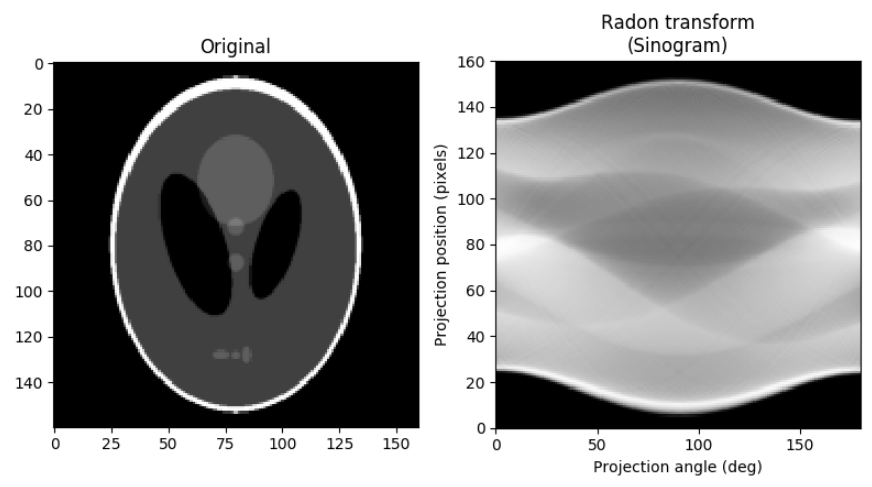 Original
0
20
40
60
80
100
120
140
0 25 50 75 100 125 150
Radon transform
(Sinogram)
Projection position (pixels)
160
140
120
100
80
60
40
20
0
0 50 100 150
Projection angle (deg)